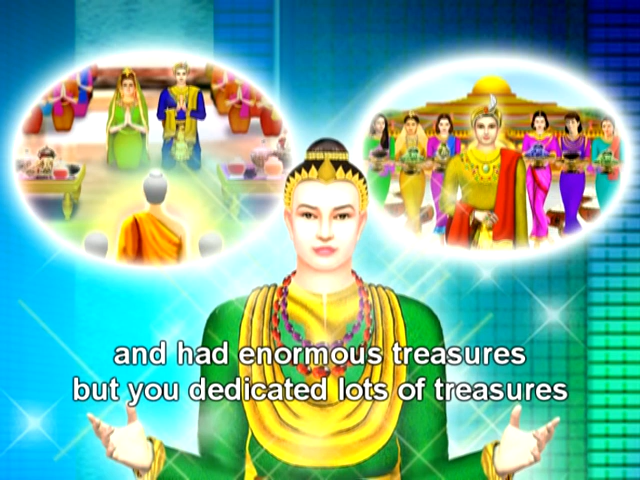 and had enormous treasures
but you dedicated lots of treasures